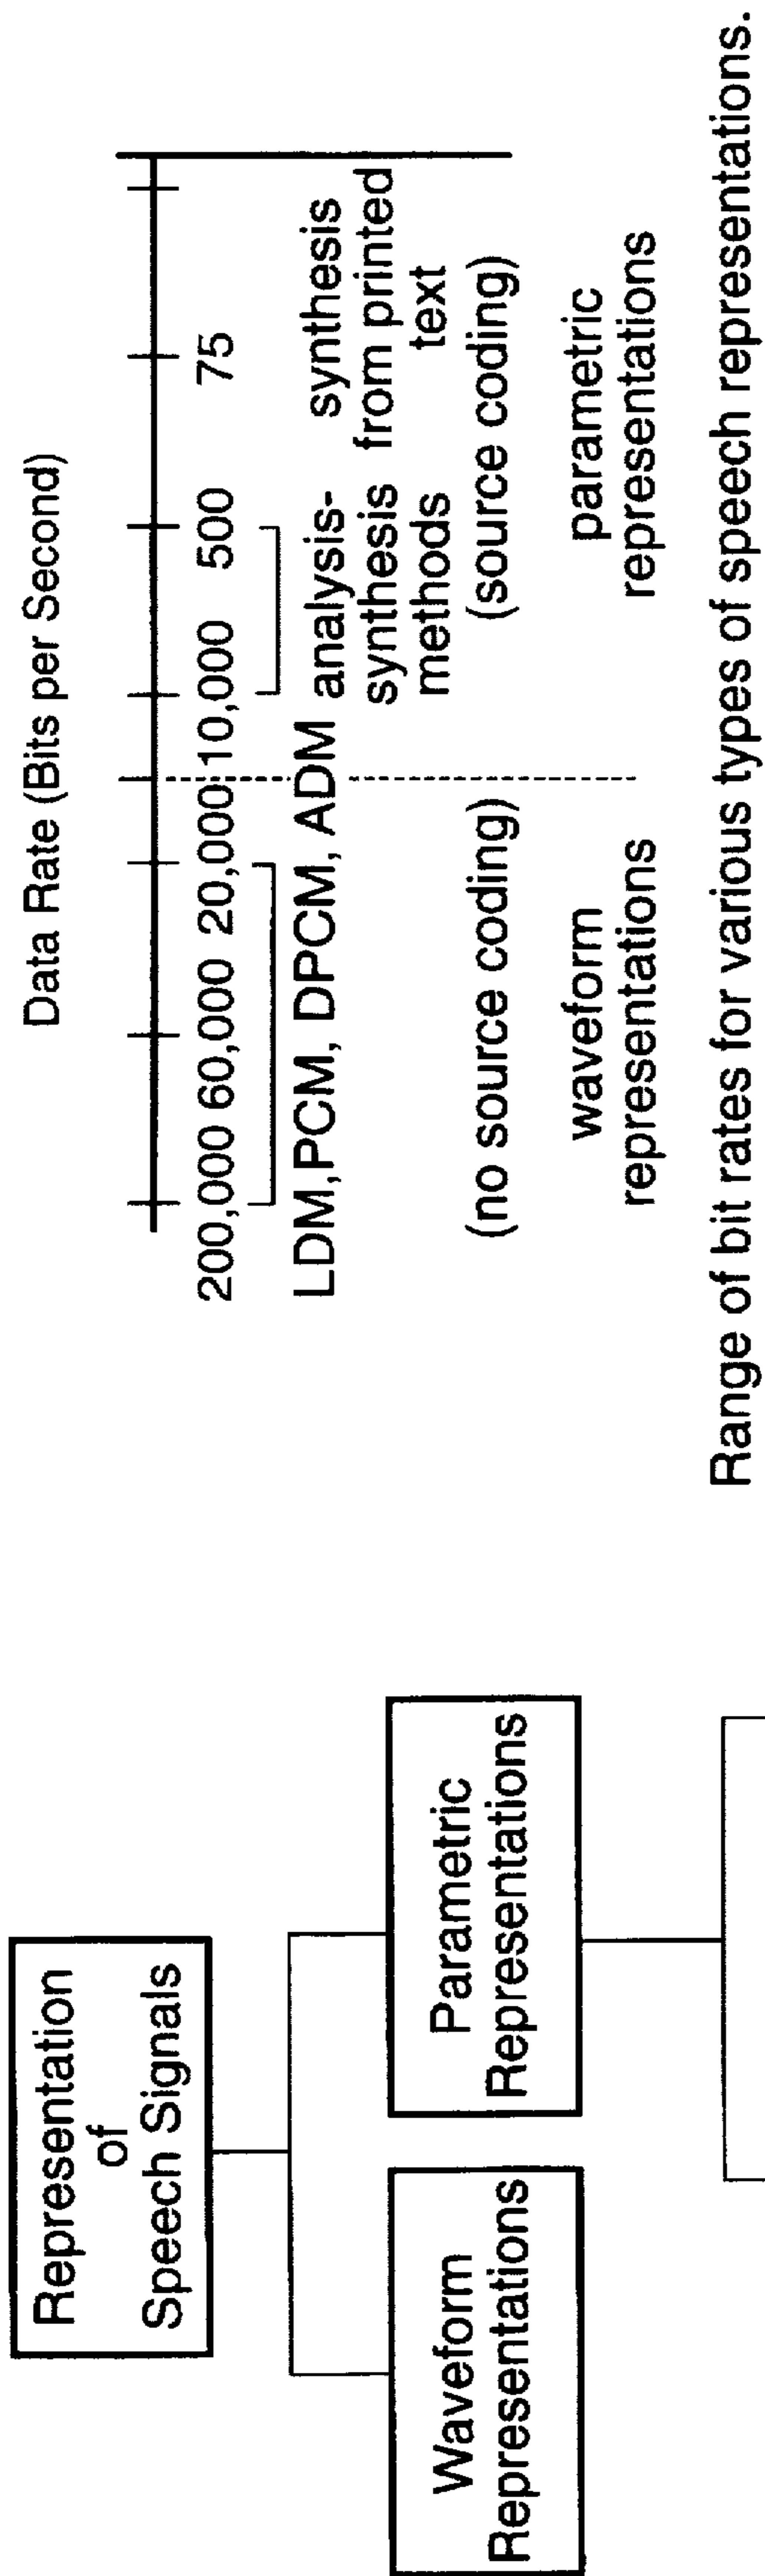 Representation
of
Speech Signals
Waveform
Representations
Parametric
Representations
Data Rate (Bits per Second)
200,000 60,000 20,000 10,000 500 75
LDM,PCM, DPCM, ADM
analysis-
synthesis
methods
synthesis
from printed
text
(no source coding)
(source coding)
waveform
representations
parametric
representations
Range of bit rates for various types of speech representations.